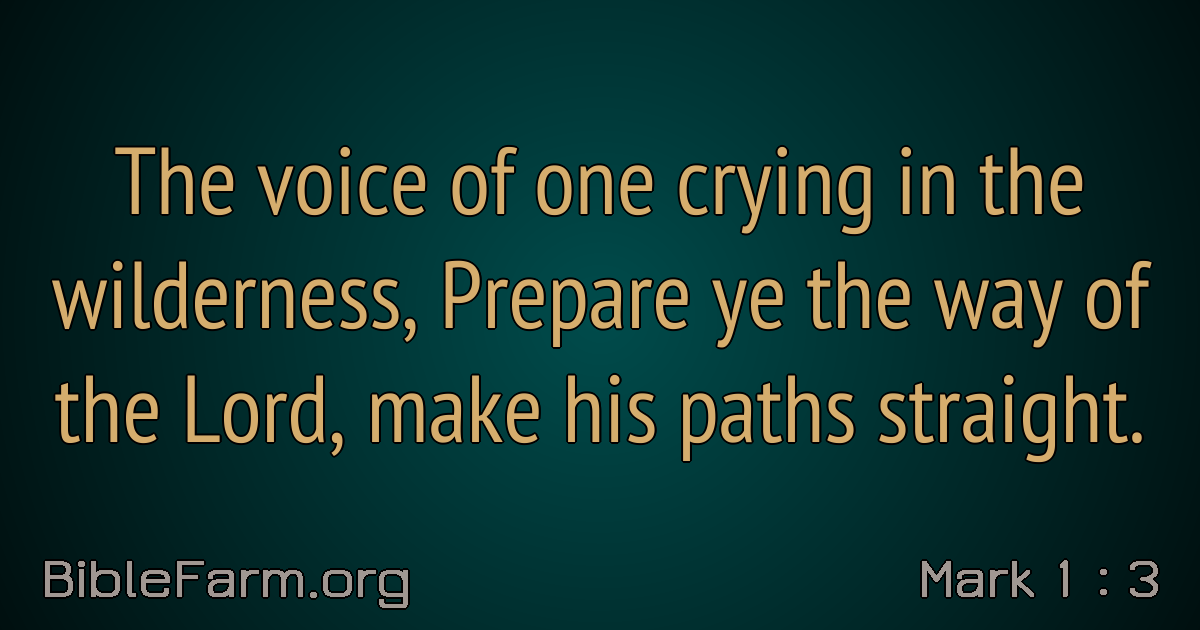 The voice of one crying in the
wilderness, Prepare ye the way of
the Lord, make his paths straight.
BibleFarm.org
Mark 1 : 3